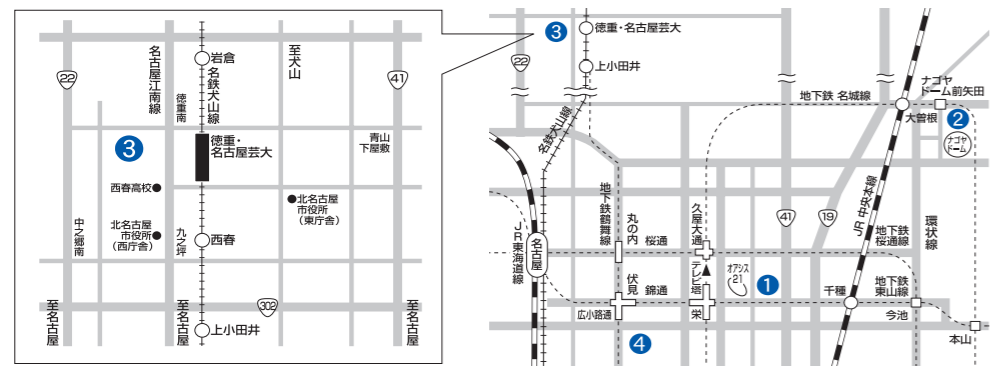 岩倉
至犬山
名古屋江南線
名鉄犬山線
22
41
徳重南
3
徳重・
名古屋芸大
青山
下屋敷
西春高校
北名古屋
市役所
(東庁舎)
中之郷南
北名古屋
市役所
(西庁舎)
九之坪
西春
至名古屋
至名古屋
302
至名古屋
上小田井
3
徳重・名古屋芸大
22
上小田井
ナゴヤ
ドーム前矢田
地下鉄 名城線
大曽根
2
ナゴヤ
ドーム
名鉄犬山線
地下鉄鶴舞線
丸の内
久屋大通
41
19
JR 中央本線
環状線
桜通
地下鉄
桜通線
名古屋
JR東海道線
テレビ塔
オアシス
21
1
伏見
錦通
千種
地下鉄
東山線
広小路通
栄
今池
4
本山